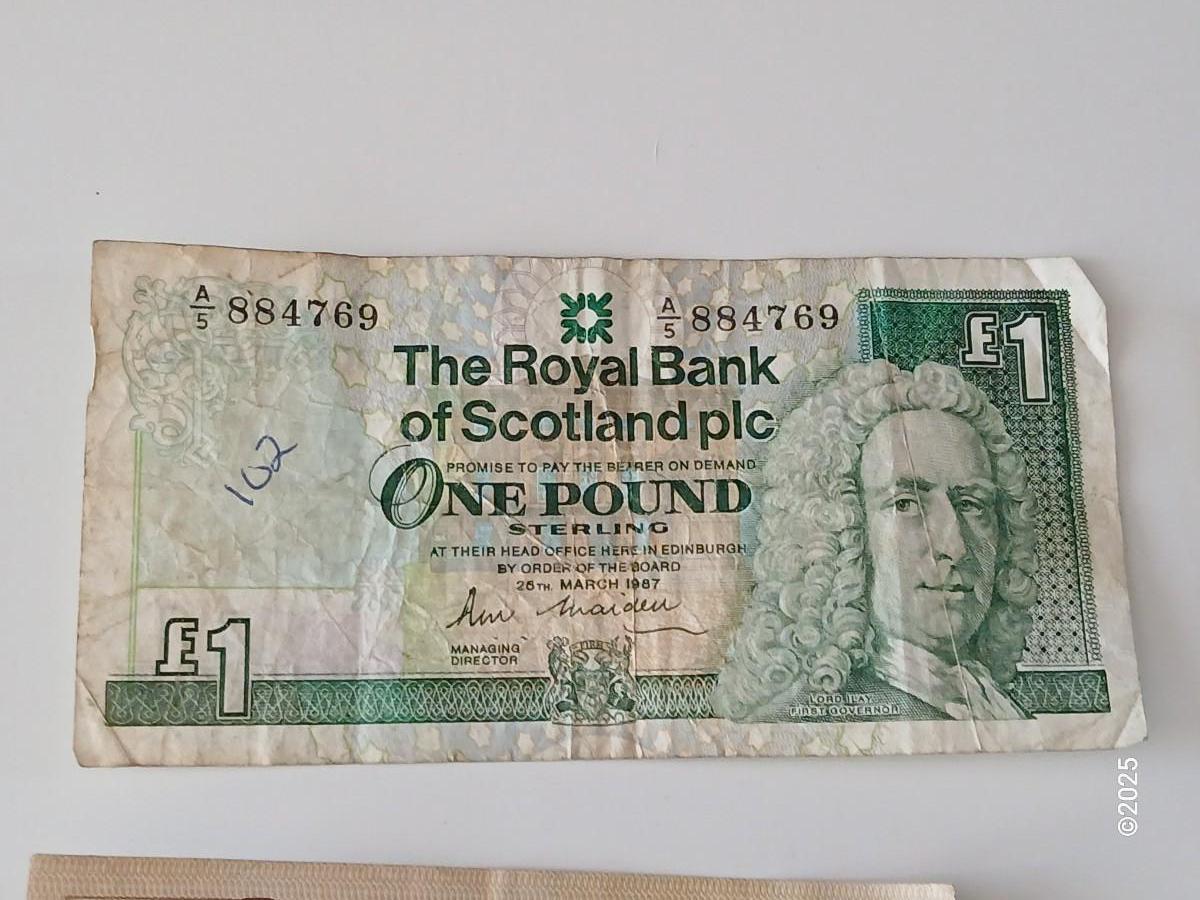 A/5 884769
A/5 884769
£1
The Royal Bank
of Scotland plc
PROMISE TO PAY THE BEARER ON DEMAND
ONE POUND
STERLING
AT THEIR HEAD OFFICE HERE IN EDINBURGH
BY ORDER OF THE BOARD
25TH. MARCH 1987
102
MANAGING
DIRECTOR
£1
LORD ILAY
FIRST GOVERNOR
©2025